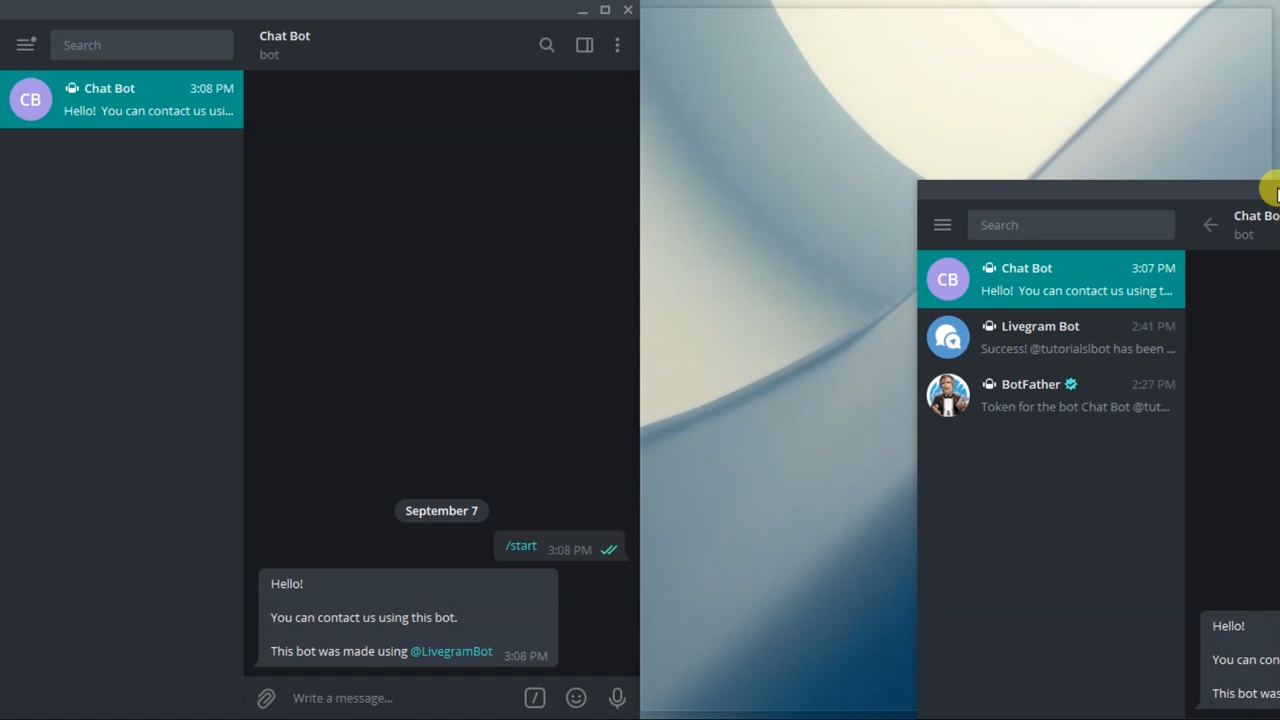 Search
Chat Bot
bot
CB
Chat Bot
3:08 PM
Hello! You can contact us usi...
September 7
/start
3:08 PM
Hello!
You can contact us using this bot.
This bot was made using @LivegramBot
3:08 PM
Write a message...
Search
Chat Bo
bot
CB
Chat Bot
3:07 PM
Hello! You can contact us using t...
Livegram Bot
2:41 PM
Success! @tutorialslbot has been ...
BotFather
2:27 PM
Token for the bot Chat Bot @tut...
Hello!
You can con
This bot was